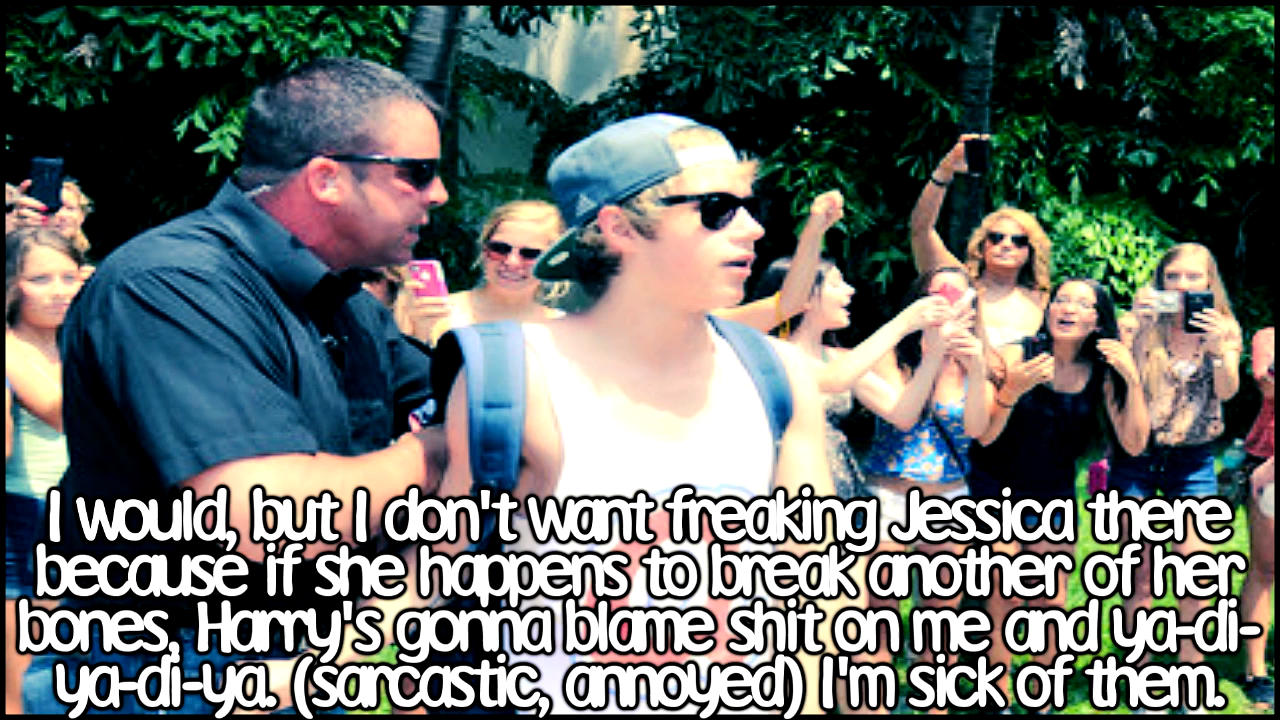 I would, but I don't want freaking Jessica there
because if she happens to break another of her
bones, Harry's gonna blame shit on me and ya-di-
ya-di-ya. (sarcastic, annoyed) I'm sick of them.